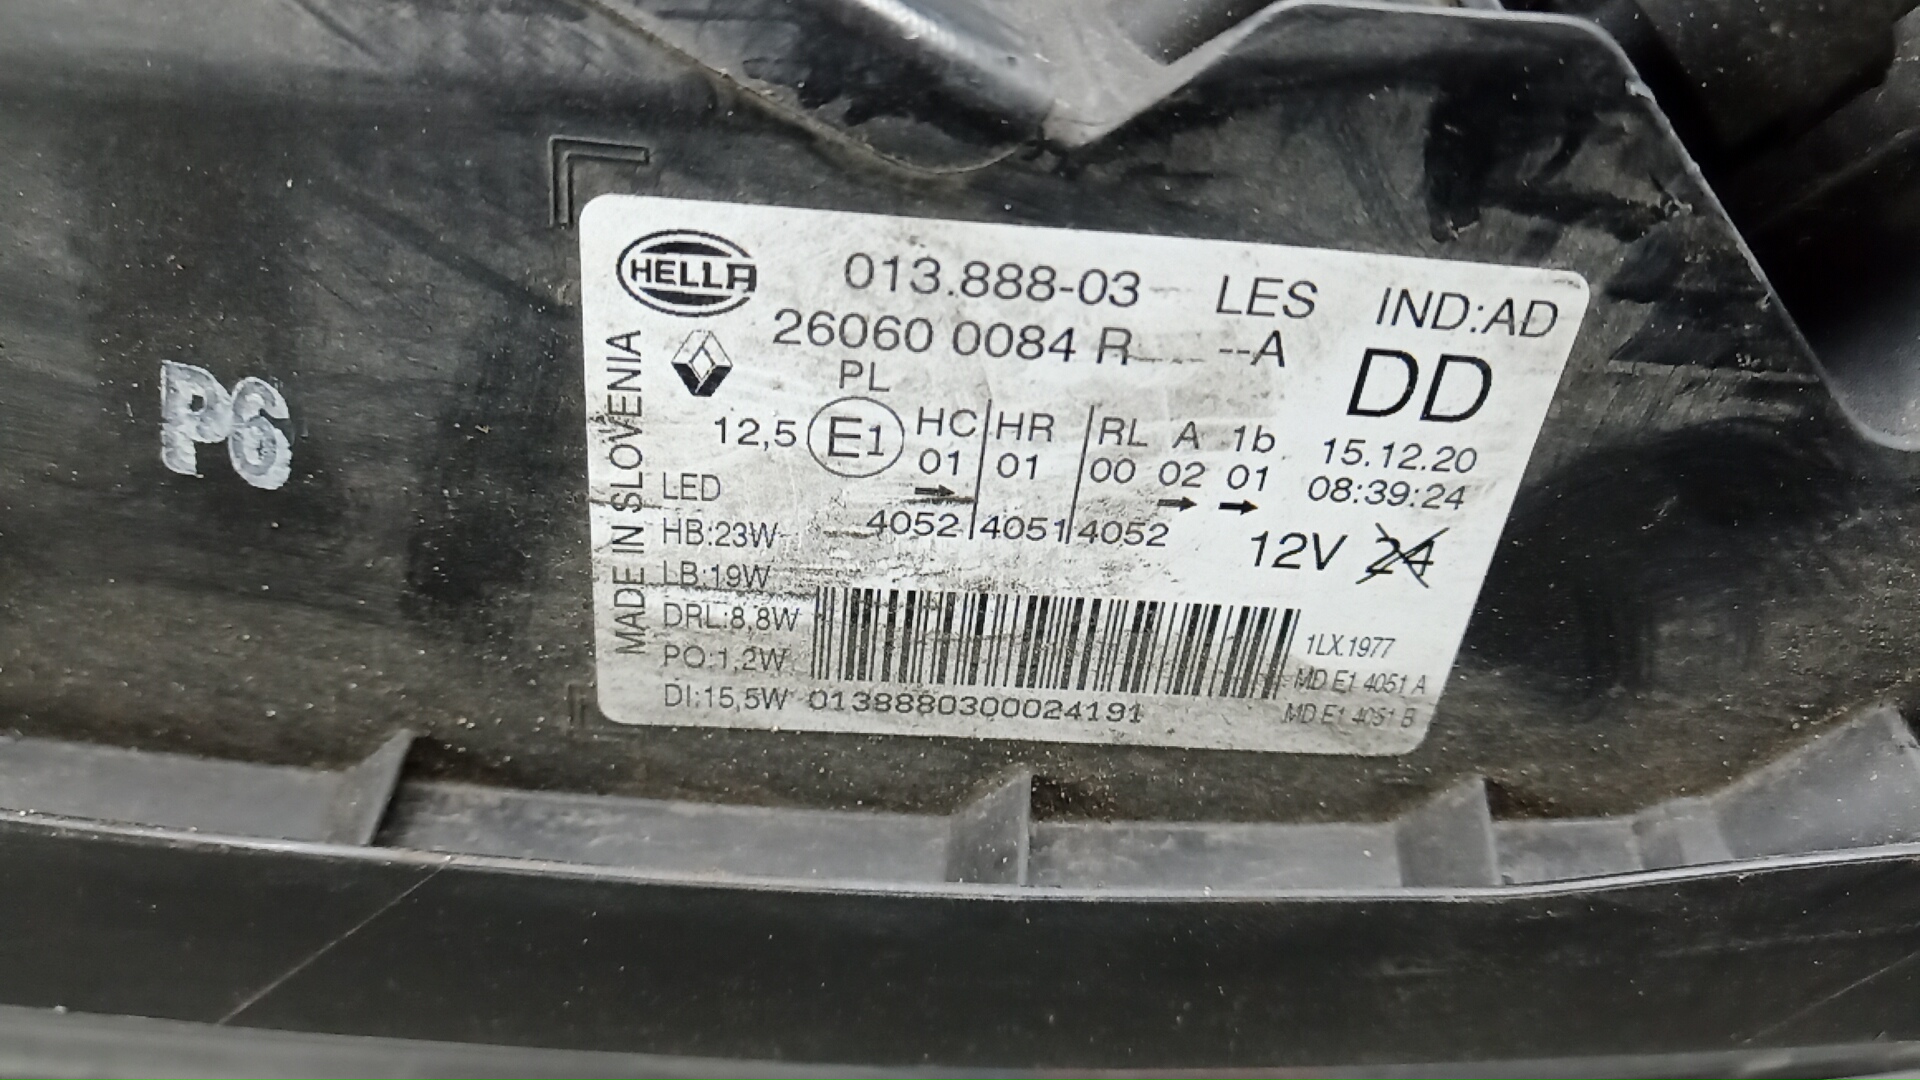 HELLA 013.888-03 LES IND:AD
26060 0084 R --A
DD
PL
12,5 E1 HC HR RL A 1b 15.12.20
01 01 00 02 01 08:39:24
→ → →
4052 4051 4052 12V 24
LED
HB:23W
LB:19W
DRL:8,8W
PO:1,2W
DI:15,5W 0138880300024191
1LX.1977
MD E1 4051 A
MD E1 4051 B
MADE IN SLOVENIA
P6